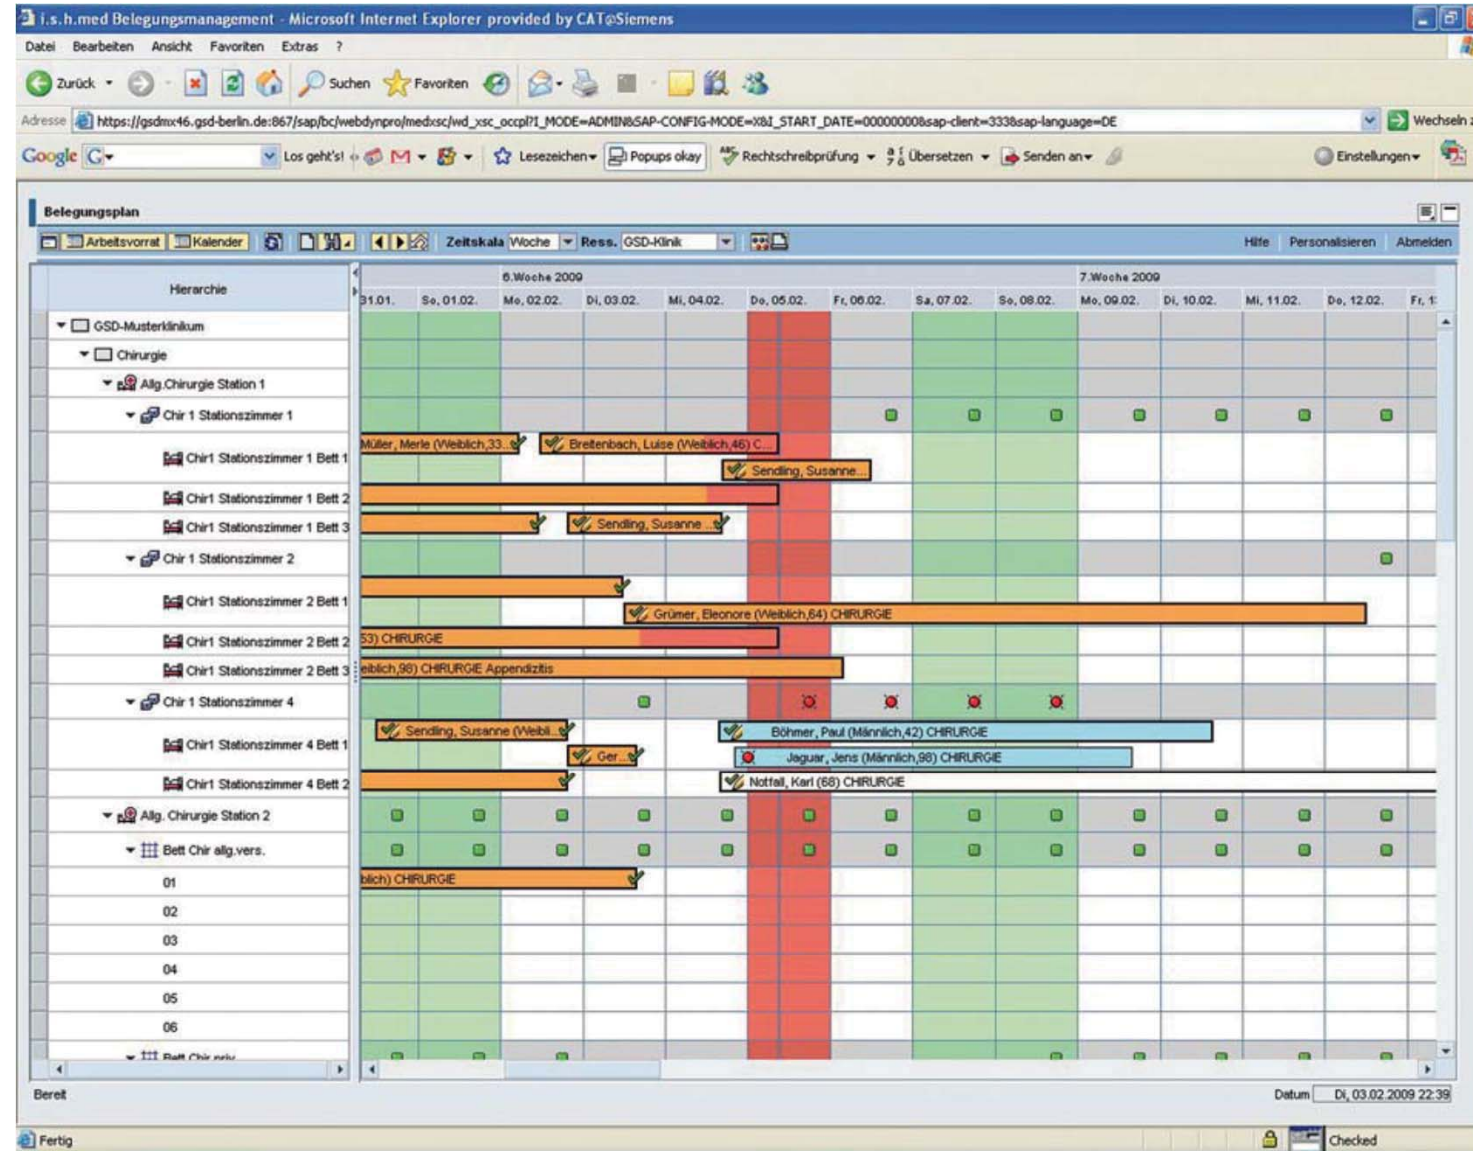 i.s.h.med Belegungsmanagement - Microsoft Internet Explorer provided by CAT@Siemens
Datei Bearbeiten Ansicht Favoriten Extras ?
Zurück Suchen Favoriten
Adresse https://gsdmx46.gsd-berlin.de:867/sap/bc/webdynpro/medxsc/wd_xsc_occpl?I_MODE=ADMIN&SAP-CONFIG-MODE=X&I_START_DATE=00000000&sap-client=333&sap-language=DE Wechseln
Google Los geht's! Lesezeichen Popups okay Rechtschreibprüfung Übersetzen Senden an Einstellungen
Belegungsplan
Arbeitsvorrat Kalender Zeitskala Woche Ress. GSD-Klinik Hilfe Personalisieren Abmelden
Hierarchie
6.Woche 2009 7.Woche 2009
31.01. So, 01.02. Mo, 02.02. Di, 03.02. Mi, 04.02. Do, 05.02. Fr, 06.02. Sa, 07.02. So, 08.02. Mo, 09.02. Di, 10.02. Mi, 11.02. Do, 12.02. Fr, 1
GSD-Musterklinikum
Chirurgie
Allg.Chirurgie Station 1
Chir 1 Stationszimmer 1
Müller, Merle (Weiblich,33... Breitenbach, Luise (Weiblich,46) C...
Chir1 Stationszimmer 1 Bett 1
Sendling, Susanne...
Chir1 Stationszimmer 1 Bett 2
Chir1 Stationszimmer 1 Bett 3 Sendling, Susanne ...
Chir 1 Stationszimmer 2
Chir1 Stationszimmer 2 Bett 1
Grümer, Eleonore (Weiblich,64) CHIRURGIE
Chir1 Stationszimmer 2 Bett 2 53) CHIRURGIE
Chir1 Stationszimmer 2 Bett 3 eiblich,98) CHIRURGIE Appendizitis
Chir 1 Stationszimmer 4
Sendling, Susanne (Weibli... Böhmer, Paul (Männlich,42) CHIRURGIE
Chir1 Stationszimmer 4 Bett 1
Ger... Jaguar, Jens (Männlich,98) CHIRURGIE
Chir1 Stationszimmer 4 Bett 2 Notfall, Karl (68) CHIRURGIE
Allg. Chirurgie Station 2
Bett Chir allg.vers.
01 blich) CHIRURGIE
02
03
04
05
06
Bett Chir priv
Bereit Datum Di, 03.02.2009 22:39
Fertig Checked